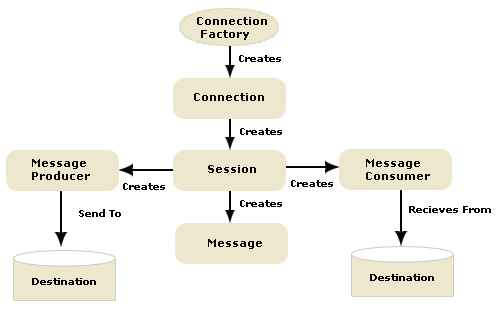 Connection
Factory
Creates
Connection
Creates
Message
Producer
Session
Message
Consumer
Creates
Creates
Send To
Creates
Recieves From
Message
Destination
Destination